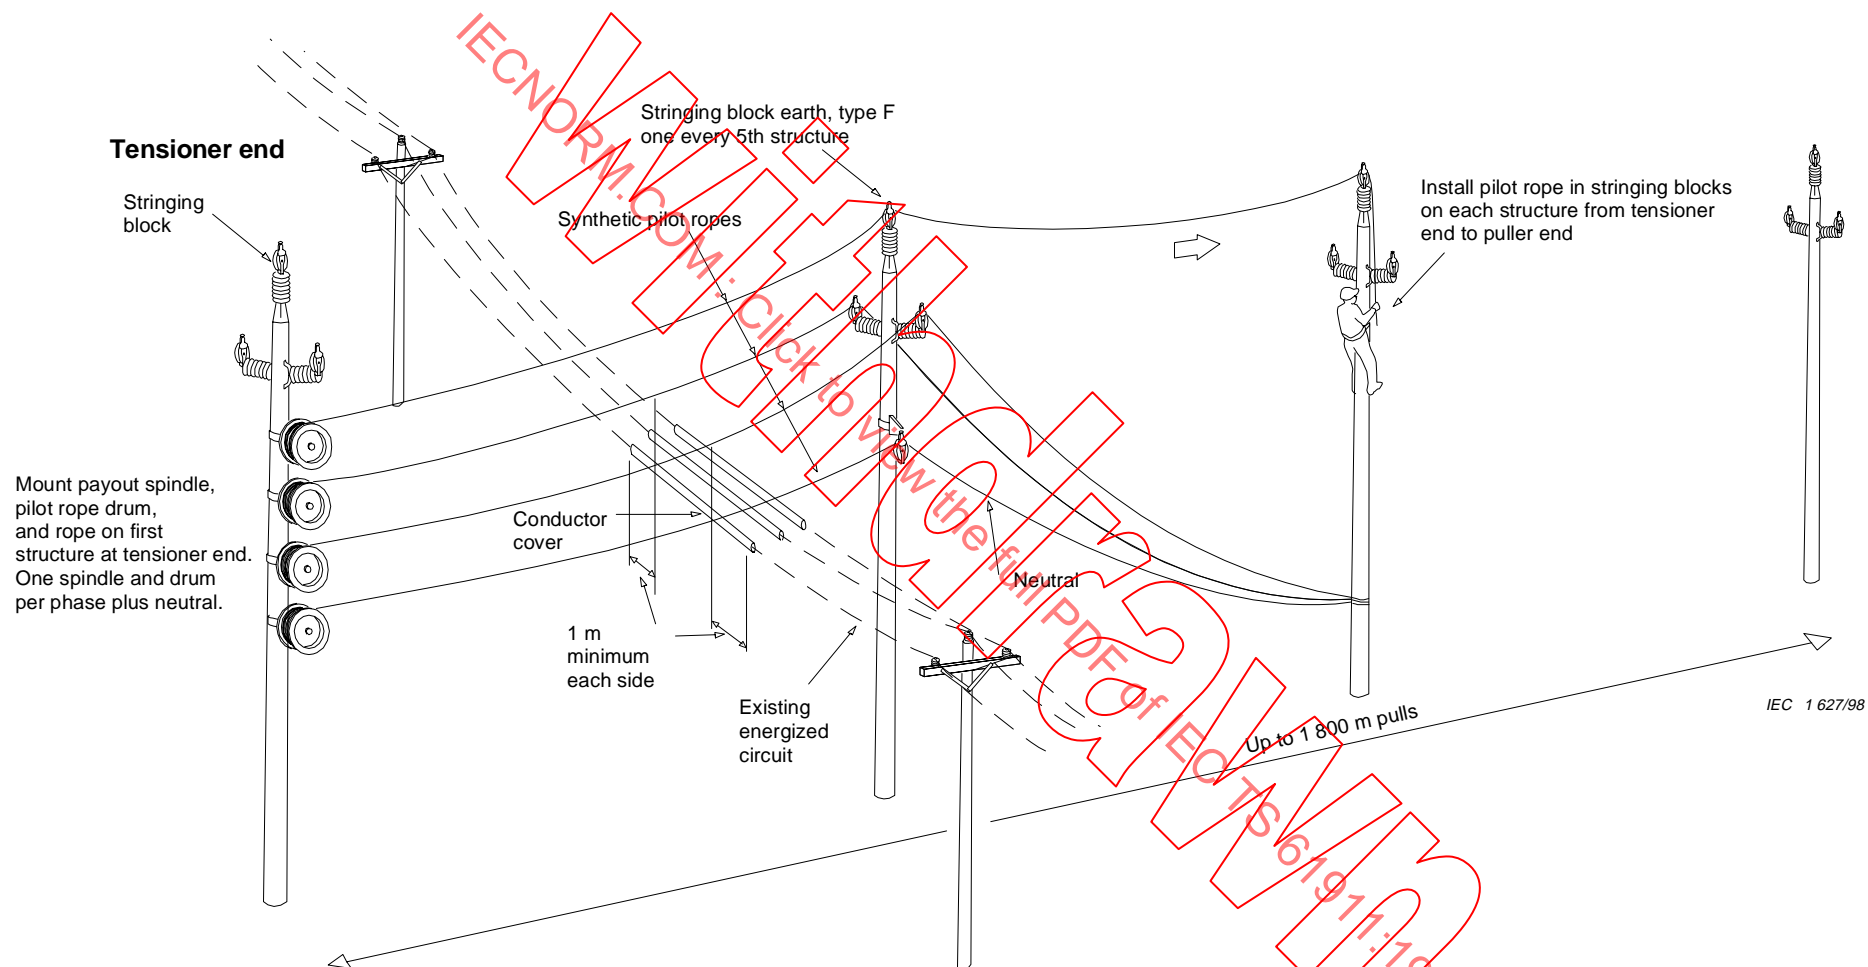 Tensioner end
Stringing
block
Stringing block earth, type F
one every 5th structure
Synthetic pilot ropes
Install pilot rope in stringing blocks
on each structure from tensioner
end to puller end
Mount payout spindle,
pilot rope drum,
and rope on first
structure at tensioner end.
One spindle and drum
per phase plus neutral.
Conductor
cover
Neutral
1 m
minimum
each side
Existing
energized
circuit
Up to 1 800 m pulls
IEC 1 627/98
IECNORM.COM: Click to view the full PDF of IEC TS 61911:19
Withdrawn